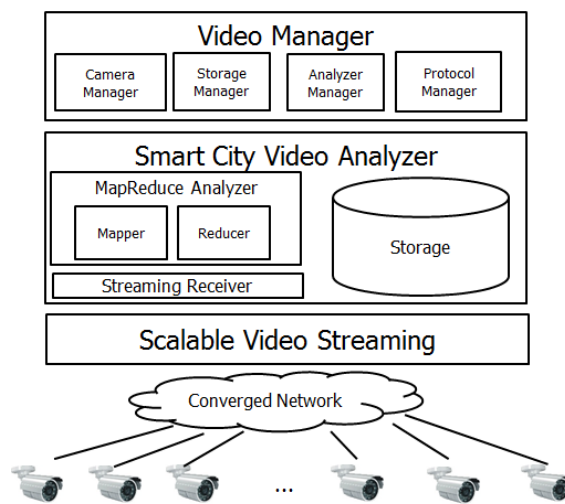 Video Manager
Camera
Manager
Storage
Manager
Analyzer
Manager
Protocol
Manager
Smart City Video Analyzer
MapReduce Analyzer
Mapper
Reducer
Storage
Streaming Receiver
Scalable Video Streaming
Converged Network
...